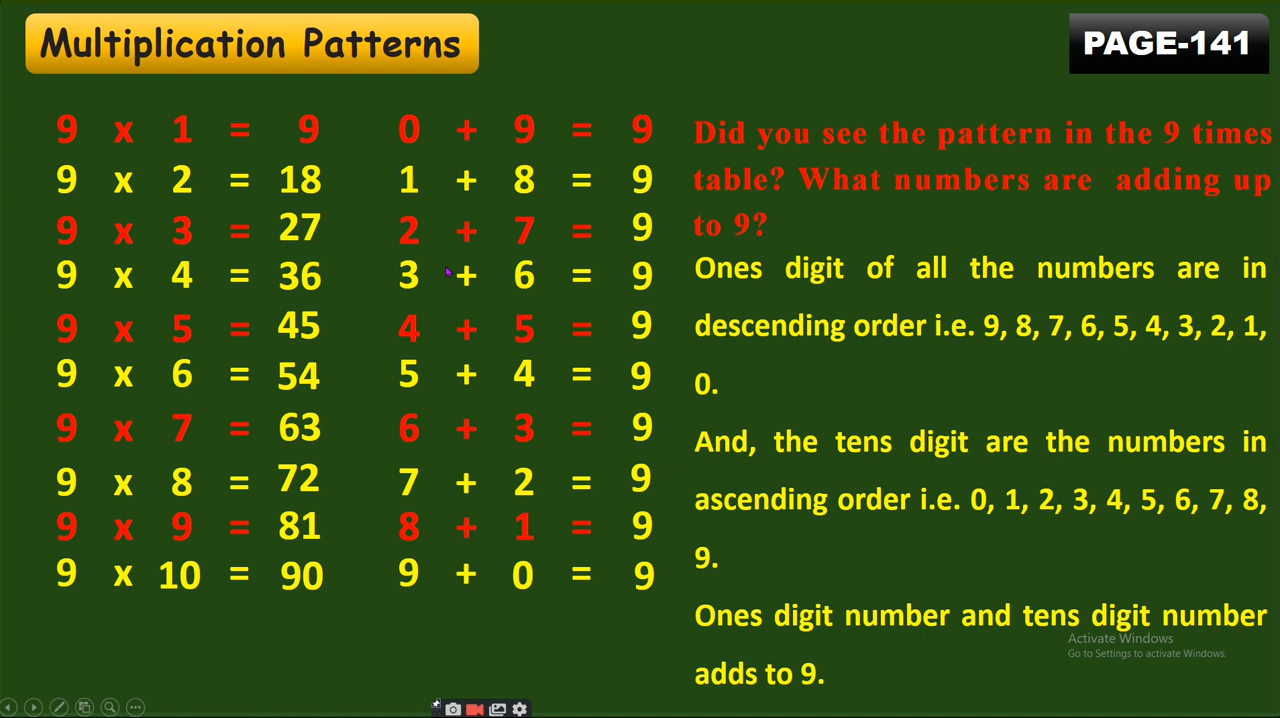 Multiplication Patterns
PAGE-141
9 x 1 = 9 0 + 9 = 9
9 x 2 = 18 1 + 8 = 9
9 x 3 = 27 2 + 7 = 9
9 x 4 = 36 3 + 6 = 9
9 x 5 = 45 4 + 5 = 9
9 x 6 = 54 5 + 4 = 9
9 x 7 = 63 6 + 3 = 9
9 x 8 = 72 7 + 2 = 9
9 x 9 = 81 8 + 1 = 9
9 x 10 = 90 9 + 0 = 9
Did you see the pattern in the 9 times
table? What numbers are adding up
to 9?
Ones digit of all the numbers are in
descending order i.e. 9, 8, 7, 6, 5, 4, 3, 2, 1,
0.
And, the tens digit are the numbers in
ascending order i.e. 0, 1, 2, 3, 4, 5, 6, 7, 8,
9.
Ones digit number and tens digit number
adds to 9.
Activate Windows
Go to Settings to activate Windows.